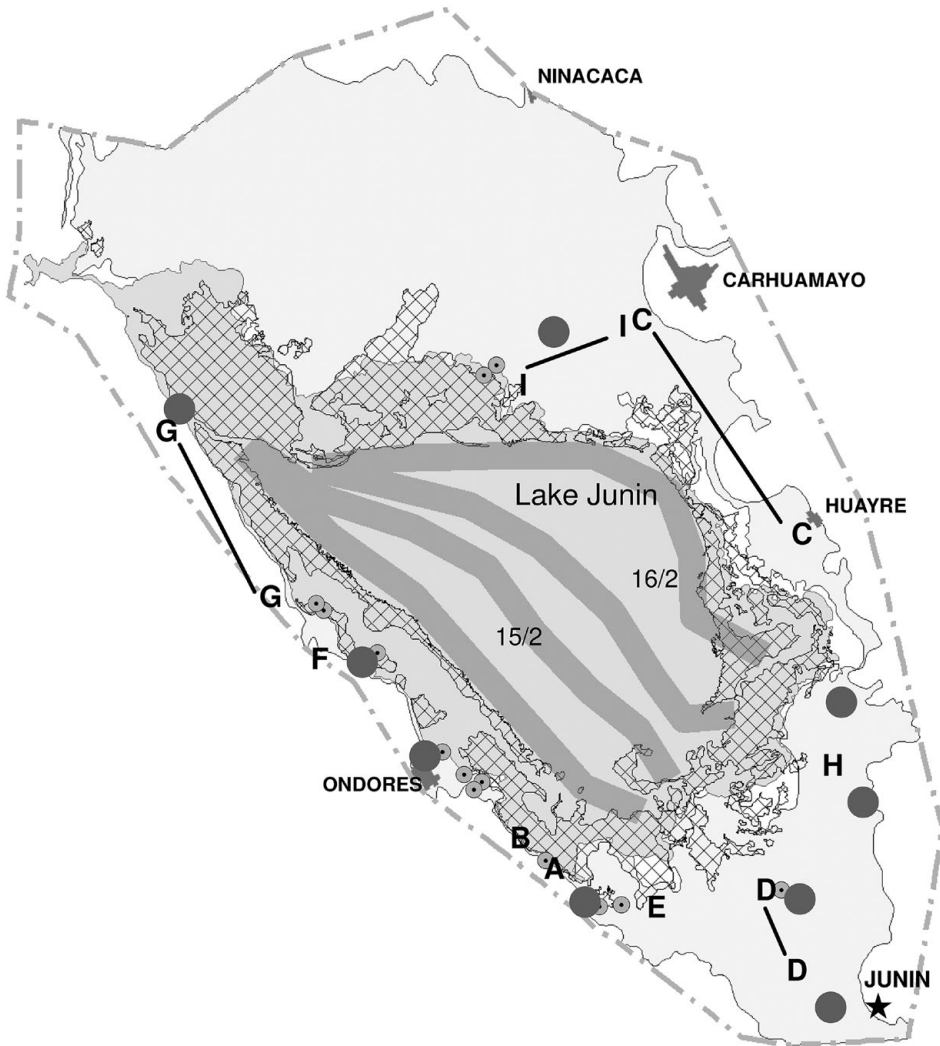 NINACACA
CARHUAMAYO
I C
I
G
Lake Junin
HUAYRE
C
16/2
G
15/2
F
H
ONDORES
B
A
D
E
D
JUNIN